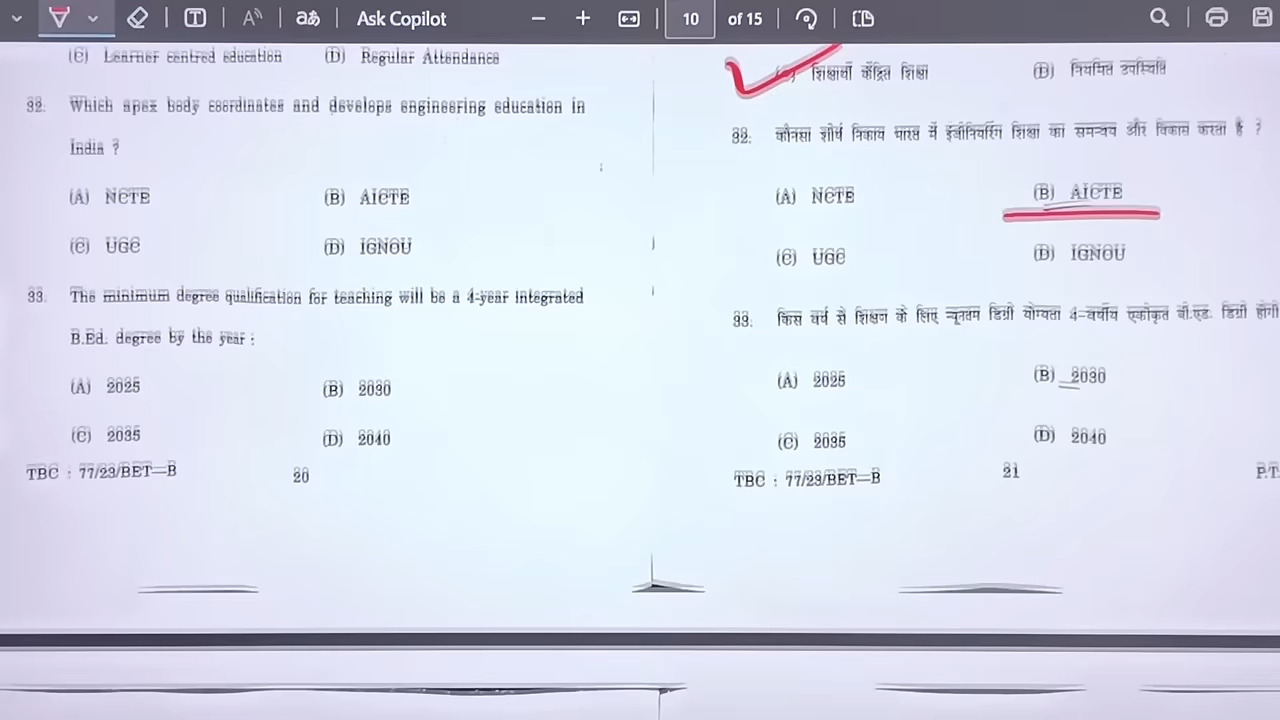 Ask Copilot
10 of 15
(C) Learner centred education (D) Regular Attendance
32. Which apex body coordinates and develops engineering education in
India ?
(A) NCTE (B) AICTE
(C) UGC (D) IGNOU
33. The minimum degree qualification for teaching will be a 4-year integrated
B.Ed. degree by the year :
(A) 2025 (B) 2030
(C) 2035 (D) 2040
TBC : 77/23/BET—B 20
शिक्षार्थी केंद्रित शिक्षा (D) नियमित उपस्थिति
32. कौनसा शीर्ष निकाय भारत में इंजीनियरिंग शिक्षा का समन्वय और विकास करता है ?
(A) NCTE (B) AICTE
(C) UGC (D) IGNOU
33. किस वर्ष से शिक्षण के लिए न्यूनतम डिग्री योग्यता 4-वर्षीय एकीकृत बी.एड. डिग्री होगी
(A) 2025 (B) 2030
(C) 2035 (D) 2040
TBC : 77/23/BET—B 21 P.T.